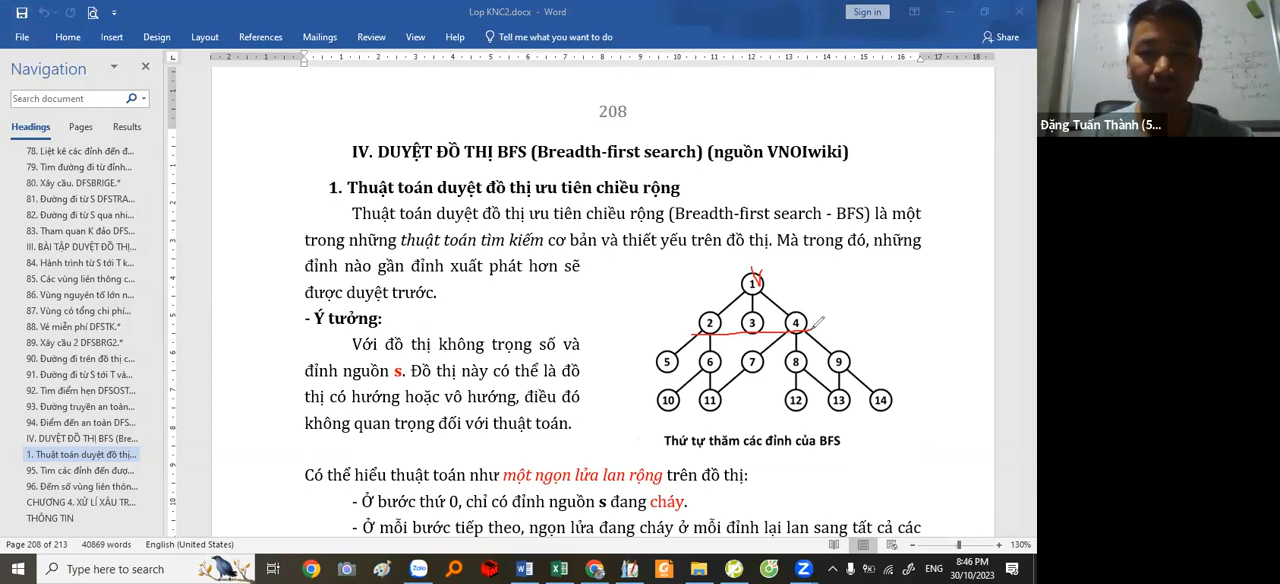 Lop KNC2.docx - Word
Sign in
File Home Insert Design Layout References Mailings Review View Help Tell me what you want to do Share
Navigation
Search document
Headings Pages Results
78. Liệt kê các đỉnh đến đ...
79. Tìm đường đi từ đỉnh...
80. Xây cầu. DFSBRIGE.*
81. Đường đi từ S DFSTRA...
82. Đường đi từ S qua nhi...
83. Tham quan K đảo DFS...
III. BÀI TẬP DUYỆT ĐỒ THỊ...
84. Hành trình từ S tới T k...
85. Các vùng liên thông c...
86. Vùng nguyên tố lớn n...
87. Vùng có tổng chi phí...
88. Vé miễn phí DFSTK.*
89. Xây cầu 2 DFSBRG2.*
90. Đường đi trên đồ thị c...
91. Đường đi từ S tới T và...
92. Tìm điểm hẹn DFSOST...
93. Đường truyền an toàn...
94. Điểm đến an toàn DFS...
IV. DUYỆT ĐỒ THỊ BFS (Bre...
1. Thuật toán duyệt đồ thị...
95. Tìm các đỉnh đến đượ...
96. Đếm số vùng liên thôn...
CHƯƠNG 4. XỬ LÍ XÂU TR...
THÔNG TIN
208
IV. DUYỆT ĐỒ THỊ BFS (Breadth-first search) (nguồn VNOIwiki)
1. Thuật toán duyệt đồ thị ưu tiên chiều rộng
Thuật toán duyệt đồ thị ưu tiên chiều rộng (Breadth-first search - BFS) là một
trong những thuật toán tìm kiếm cơ bản và thiết yếu trên đồ thị. Mà trong đó, những
đỉnh nào gần đỉnh xuất phát hơn sẽ
được duyệt trước.
- Ý tưởng:
Với đồ thị không trọng số và
đỉnh nguồn s. Đồ thị này có thể là đồ
thị có hướng hoặc vô hướng, điều đó
không quan trọng đối với thuật toán.
1
2 3 4
5 6 7 8 9
10 11 12 13 14
Thứ tự thăm các đỉnh của BFS
Có thể hiểu thuật toán như một ngọn lửa lan rộng trên đồ thị:
- Ở bước thứ 0, chỉ có đỉnh nguồn s đang cháy.
- Ở mỗi bước tiếp theo, ngọn lửa đang cháy ở mỗi đỉnh lại lan sang tất cả các
Đặng Tuấn Thành (5...
Page 208 of 213 40869 words English (United States) 130%
Type here to search
Zalo
ENG
8:46 PM
30/10/2023